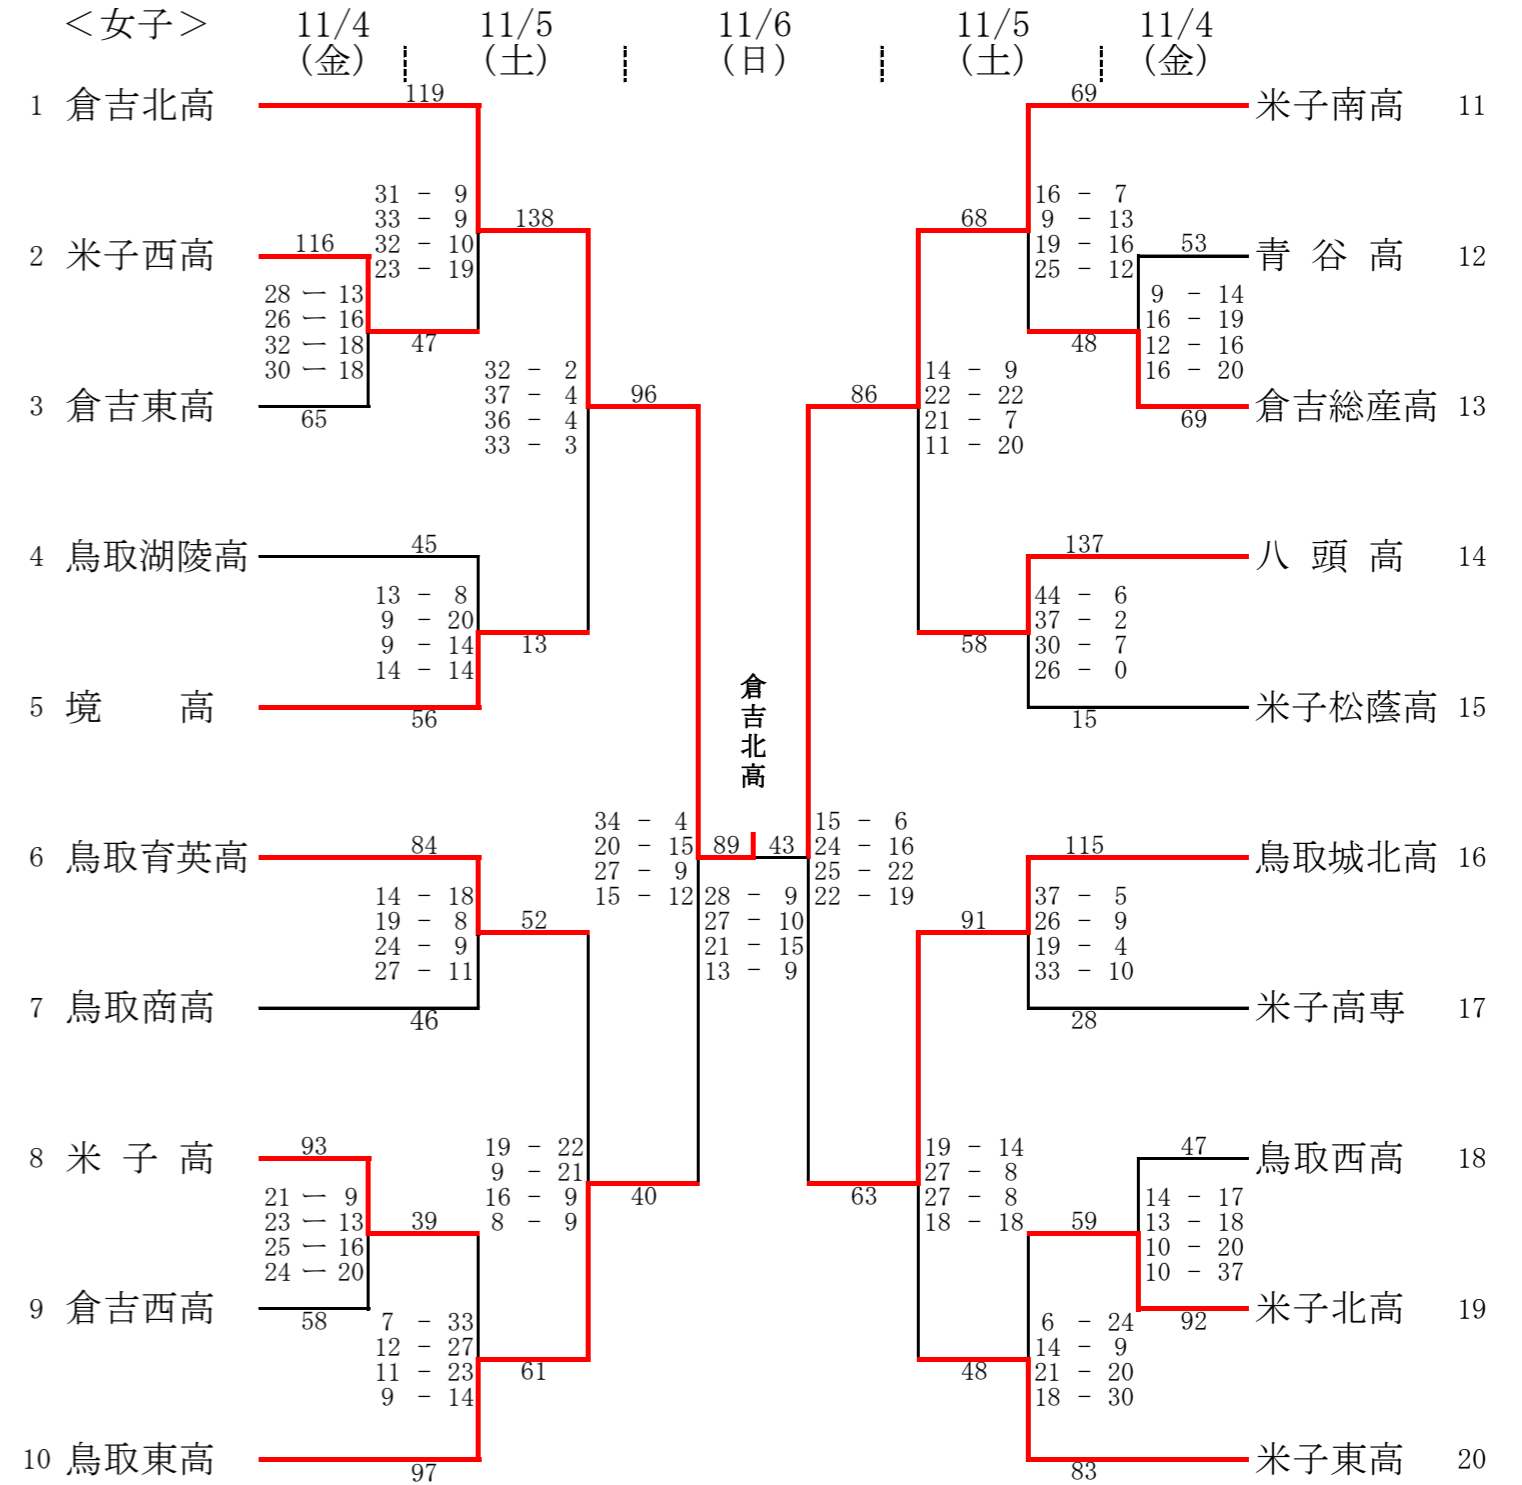 ＜女子＞ 11/4 11/5 11/6 11/5 11/4
(金) (土) (日) (土) (金)
1 倉吉北高 119 69 米子南高 11
31 - 9 16 - 7
33 - 9 138 68 9 - 13
32 - 10 19 - 16
23 - 19 25 - 12
2 米子西高 116 53 青谷高 12
28 ー 13 9 - 14
26 ー 16 16 - 19
32 ー 18 47 48 12 - 16
30 ー 18 16 - 20
32 - 2 14 - 9
37 - 4 96 86 22 - 22
36 - 4 21 - 7
33 - 3 11 - 20
3 倉吉東高 65 69 倉吉総産高 13
4 鳥取湖陵高 45 137 八頭高 14
13 - 8 44 - 6
9 - 20 37 - 2
9 - 14 13 58 30 - 7
14 - 14 26 - 0
5 境高 56 15 米子松蔭高 15
倉吉北高
34 - 4 15 - 6
20 - 15 89 43 24 - 16
27 - 9 25 - 22
15 - 12 22 - 19
6 鳥取育英高 84 115 鳥取城北高 16
14 - 18 28 - 9 37 - 5
19 - 8 52 27 - 10 91 26 - 9
24 - 9 21 - 15 19 - 4
27 - 11 13 - 9 33 - 10
7 鳥取商高 46 28 米子高専 17
8 米子高 93 47 鳥取西高 18
19 - 22 19 - 14
9 - 21 27 - 8
16 - 9 40 63 27 - 8
8 - 9 18 - 18
21 ー 9 14 - 17
23 ー 13 39 59 13 - 18
25 ー 16 10 - 20
24 ー 20 10 - 37
9 倉吉西高 58 92 米子北高 19
7 - 33 6 - 24
12 - 27 14 - 9
11 - 23 61 48 21 - 20
9 - 14 18 - 30
10 鳥取東高 97 83 米子東高 20